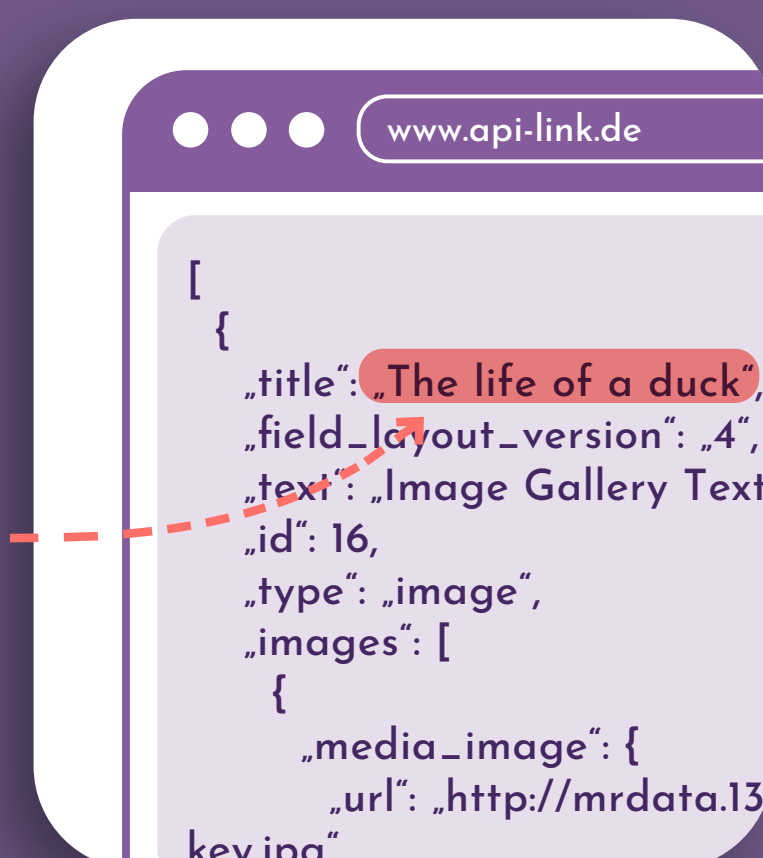 www.api-link.de
[
{
„title“: „The life of a duck“,
„field_layout_version“: „4“,
„text“: „Image Gallery Text
„id“: 16,
„type“: „image“,
„images“: [
{
„media_image“: {
„url“: „http://mrdata.13
key.jpg“